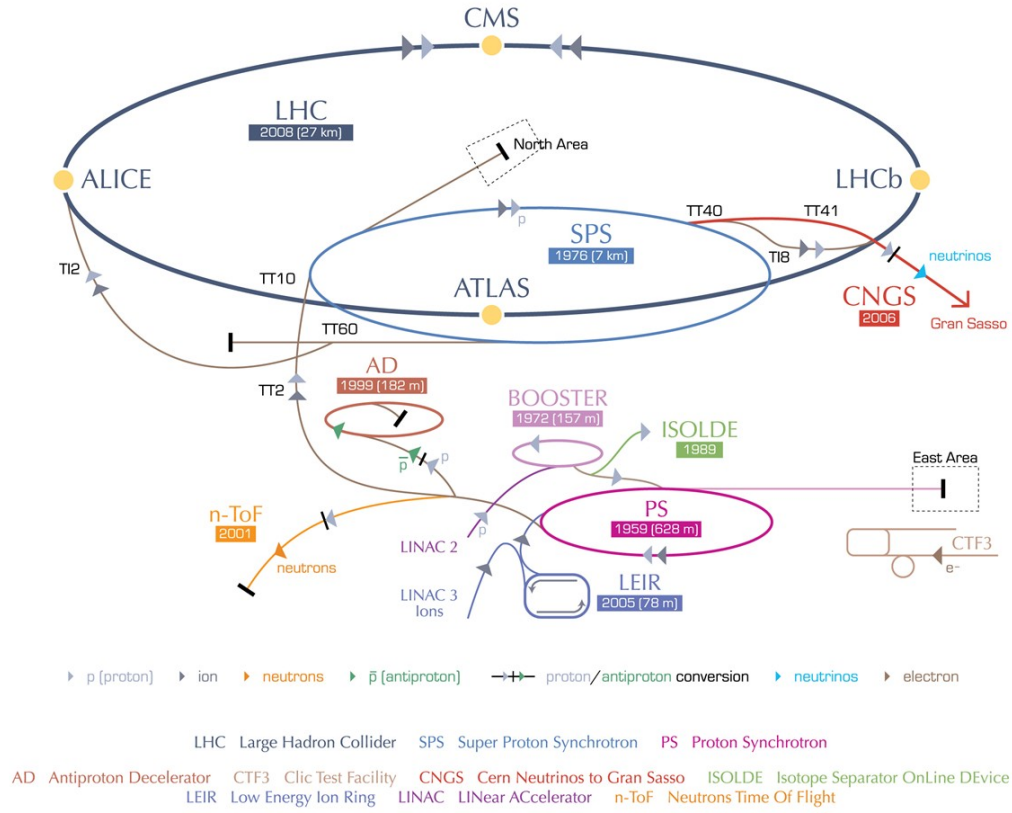 CMS
LHC
2008 (27 km)
North Area
ALICE
LHCb
TT40
TT41
p
SPS
1976 (7 km)
TI8
neutrinos
TI2
TT10
ATLAS
CNGS
2006
Gran Sasso
TT60
AD
1999 (182 m)
TT2
BOOSTER
1972 (157 m)
ISOLDE
1989
p̅
p
East Area
n-ToF
2001
PS
1959 (628 m)
p
LINAC 2
neutrons
CTF3
e-
LEIR
2005 (78 m)
LINAC 3
Ions
p (proton) ion neutrons p̅ (antiproton) proton/antiproton conversion neutrinos electron
LHC Large Hadron Collider SPS Super Proton Synchrotron PS Proton Synchrotron
AD Antiproton Decelerator CTF3 Clic Test Facility CNGS Cern Neutrinos to Gran Sasso ISOLDE Isotope Separator OnLine DEvice
LEIR Low Energy Ion Ring LINAC LINear ACcelerator n-ToF Neutrons Time Of Flight